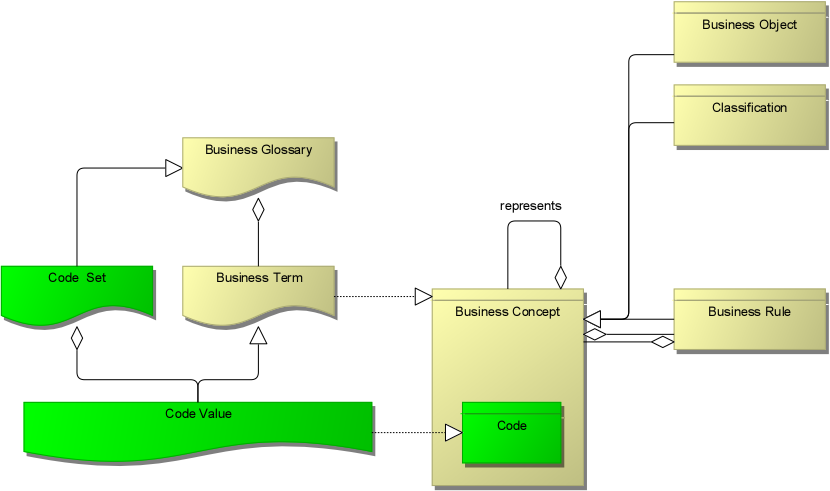 Business Object
Classification
Business Glossary
represents
Code Set
Business Term
Business Concept
Business Rule
Code Value
Code